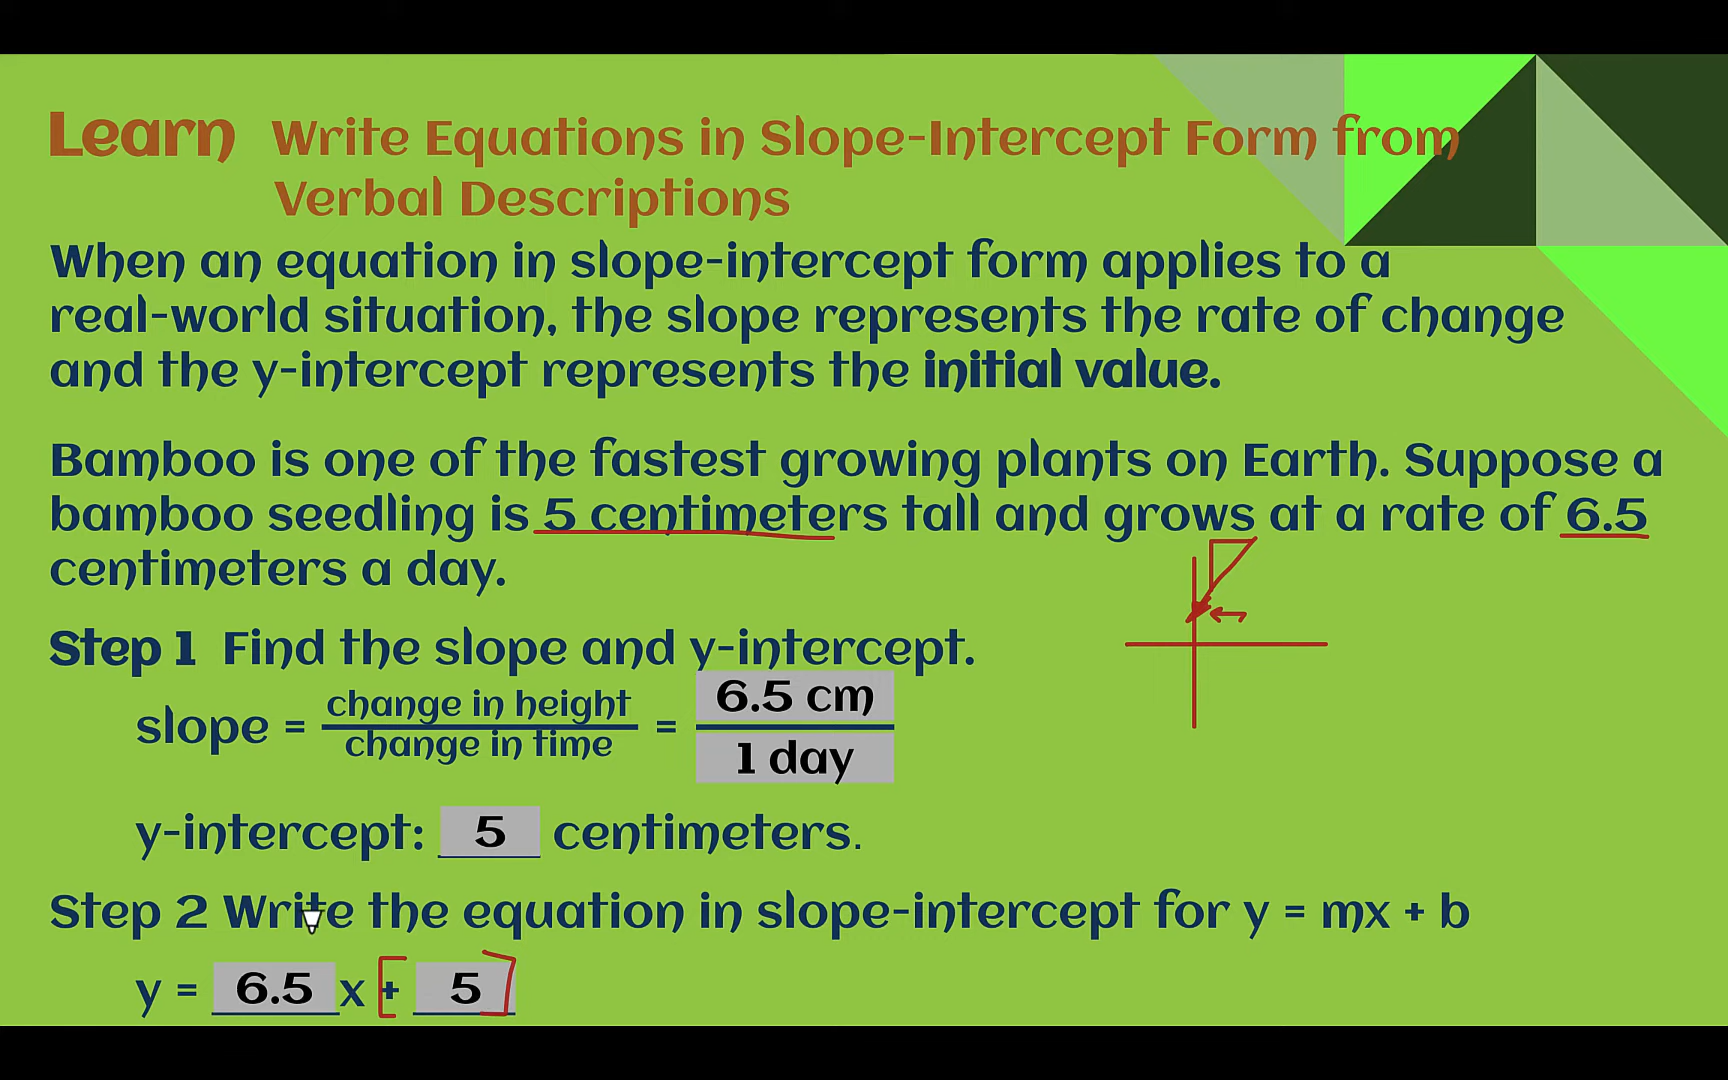 Learn Write Equations in Slope-Intercept Form from
Verbal Descriptions
When an equation in slope-intercept form applies to a
real-world situation, the slope represents the rate of change
and the y-intercept represents the initial value.
Bamboo is one of the fastest growing plants on Earth. Suppose a
bamboo seedling is 5 centimeters tall and grows at a rate of 6.5
centimeters a day.
Step 1 Find the slope and y-intercept.
slope = change in height / change in time = 6.5 cm / 1 day
y-intercept: 5 centimeters.
Step 2 Write the equation in slope-intercept for y = mx + b
y = 6.5 x + 5